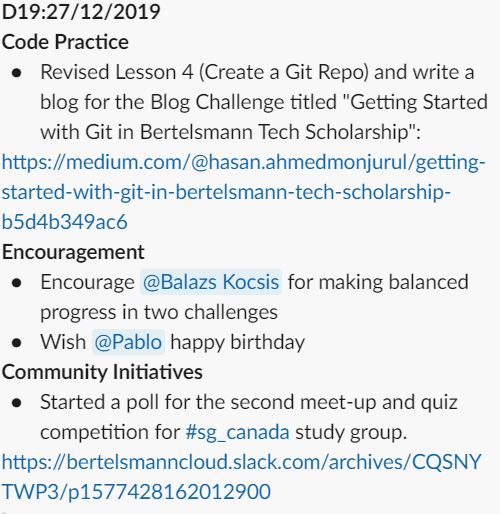 D19:27/12/2019
Code Practice
● Revised Lesson 4 (Create a Git Repo) and write a
blog for the Blog Challenge titled "Getting Started
with Git in Bertelsmann Tech Scholarship":
https://medium.com/@hasan.ahmedmonjurul/getting-
started-with-git-in-bertelsmann-tech-scholarship-
b5d4b349ac6
Encouragement
● Encourage @Balazs Kocsis for making balanced
progress in two challenges
● Wish @Pablo happy birthday
Community Initiatives
● Started a poll for the second meet-up and quiz
competition for #sg_canada study group.
https://bertelsmanncloud.slack.com/archives/CQSNY
TWP3/p1577428162012900